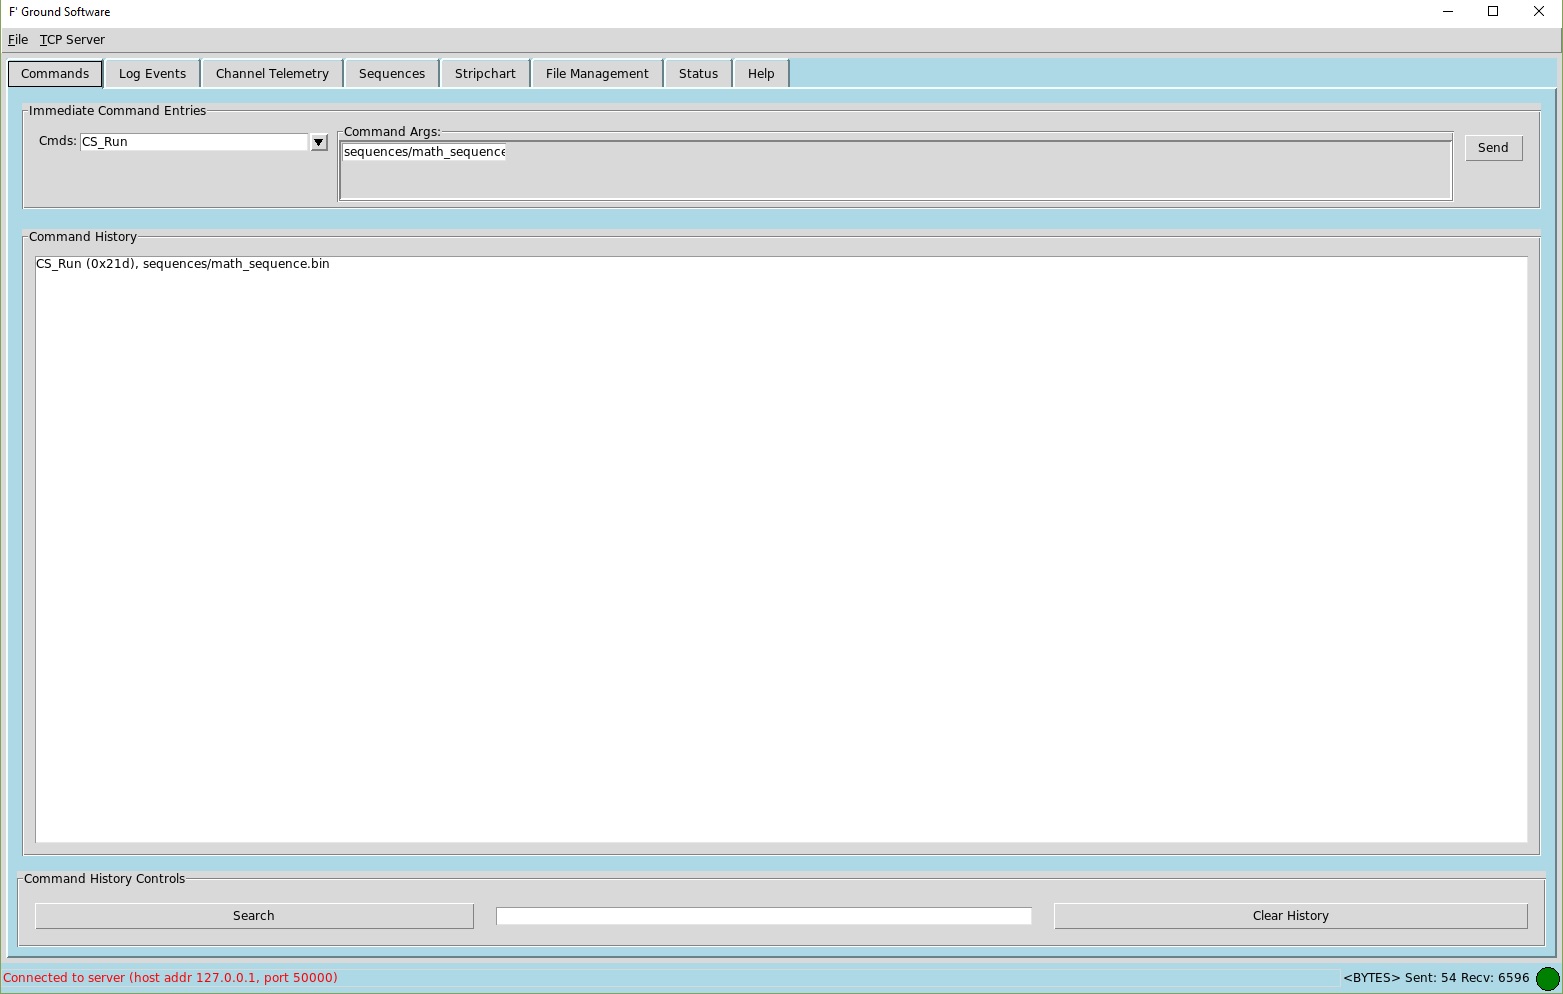 F' Ground Software
File TCP Server
Commands Log Events Channel Telemetry Sequences Stripchart File Management Status Help
Immediate Command Entries
Cmds: CS_Run
Command Args:
sequences/math_sequence
Send
Command History
CS_Run (0x21d), sequences/math_sequence.bin
Command History Controls
Search Clear History
Connected to server (host addr 127.0.0.1, port 50000) <BYTES> Sent: 54 Recv: 6596